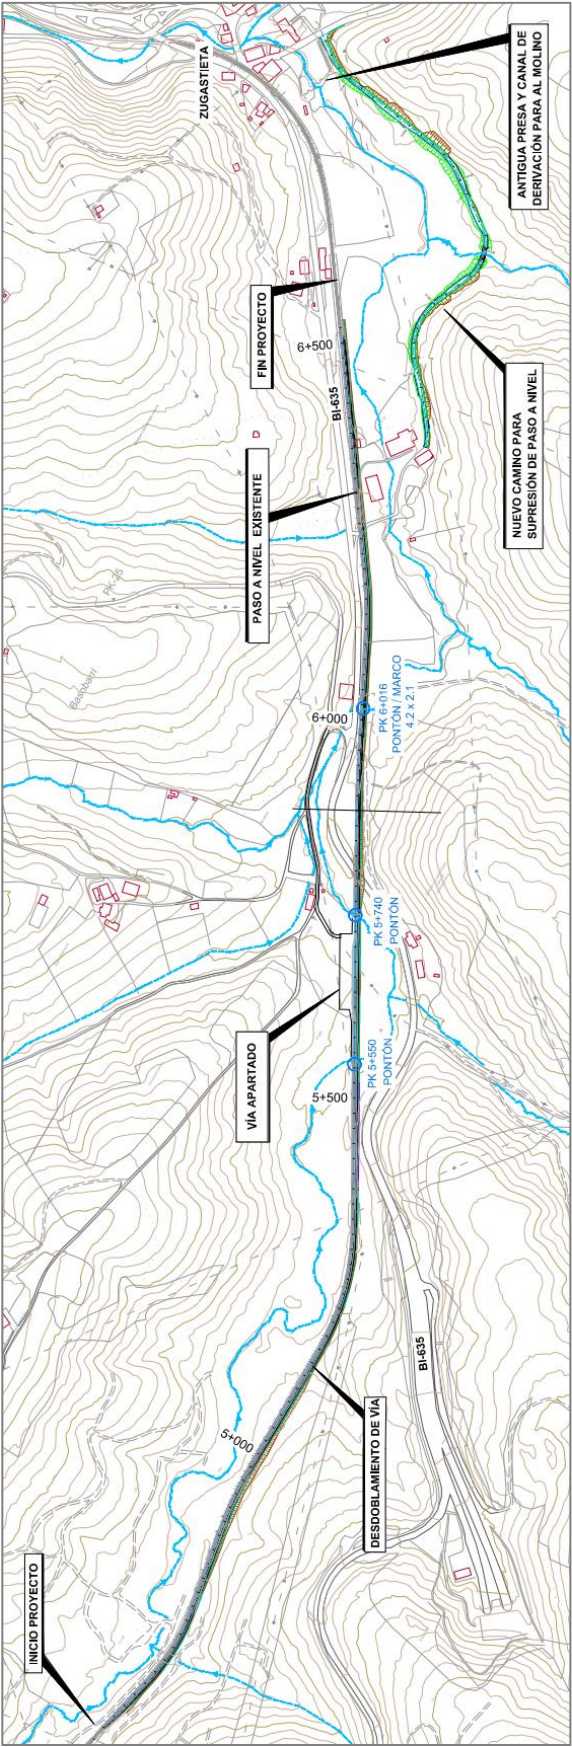 INICIO PROYECTO
5+000
DESDOBLAMIENTO DE VÍA
BI-635
5+500
PK 5+550
PONTÓN
VÍA APARTADO
PK 5+740
PONTÓN
6+000
PK 6+016
PONTÓN / MARCO
4.2 x 2.1
Basobarri
PK-25
PASO A NIVEL EXISTENTE
BI-635
6+500
FIN PROYECTO
NUEVO CAMINO PARA
SUPRESIÓN DE PASO A NIVEL
ZUGASTIETA
ANTIGUA PRESA Y CANAL DE
DERIVACIÓN PARA AL MOLINO